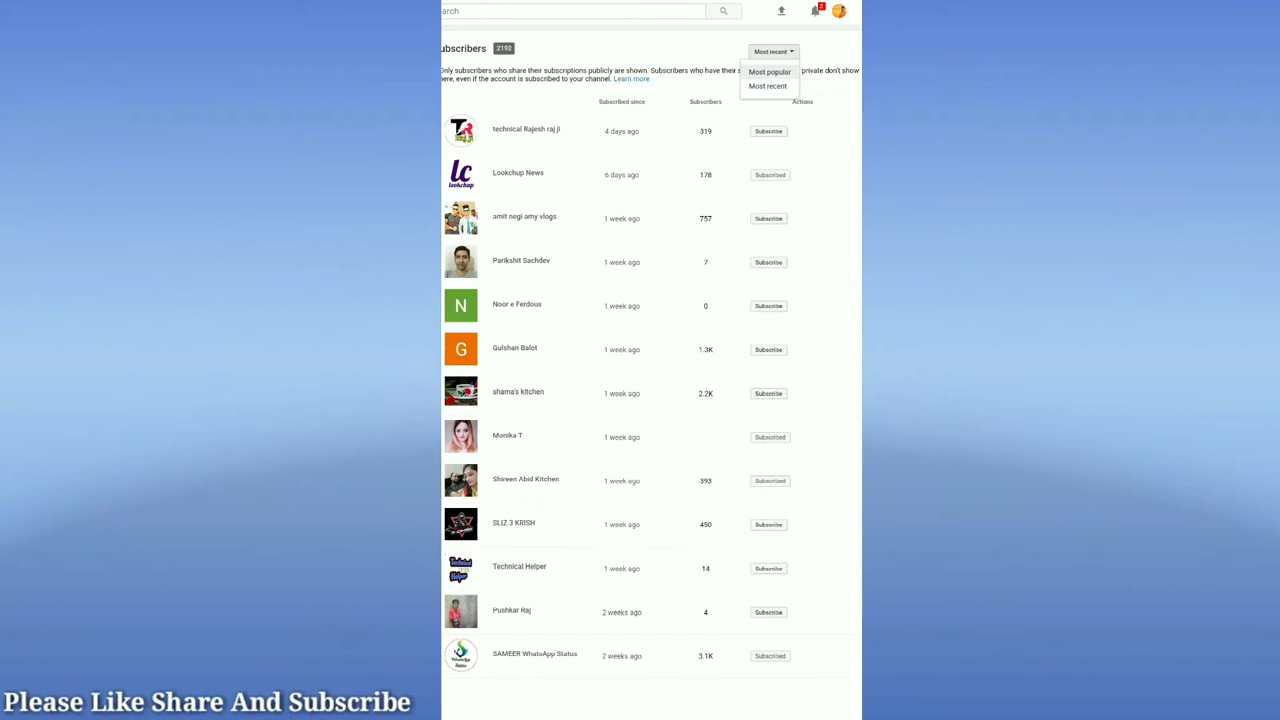 arch
2
ubscribers 2192 Most recent
Only subscribers who share their subscriptions publicly are shown. Subscribers who have their s private don't show
Most popular
ere, even if the account is subscribed to your channel. Learn more
Most recent
Subscribed since Subscribers Actions
technical Rajesh raj ji 4 days ago 319 Subscribe
lc lookchup Lookchup News 6 days ago 178 Subscribed
amit negi amy vlogs 1 week ago 757 Subscribe
Parikshit Sachdev 1 week ago 7 Subscribe
N Noor e Ferdous 1 week ago 0 Subscribe
G Gulshan Balot 1 week ago 1.3K Subscribe
shama's kitchen 1 week ago 2.2K Subscribe
Monika T 1 week ago Subscribed
Shireen Abid Kitchen 1 week ago 393 Subscribed
SLIZ 3 KRISH 1 week ago 450 Subscribe
Technical Helper Technical Helper 1 week ago 14 Subscribe
Pushkar Raj 2 weeks ago 4 Subscribe
WhatsApp Status SAMEER WhatsApp Status 2 weeks ago 3.1K Subscribed
Please Like Share And Subscribe